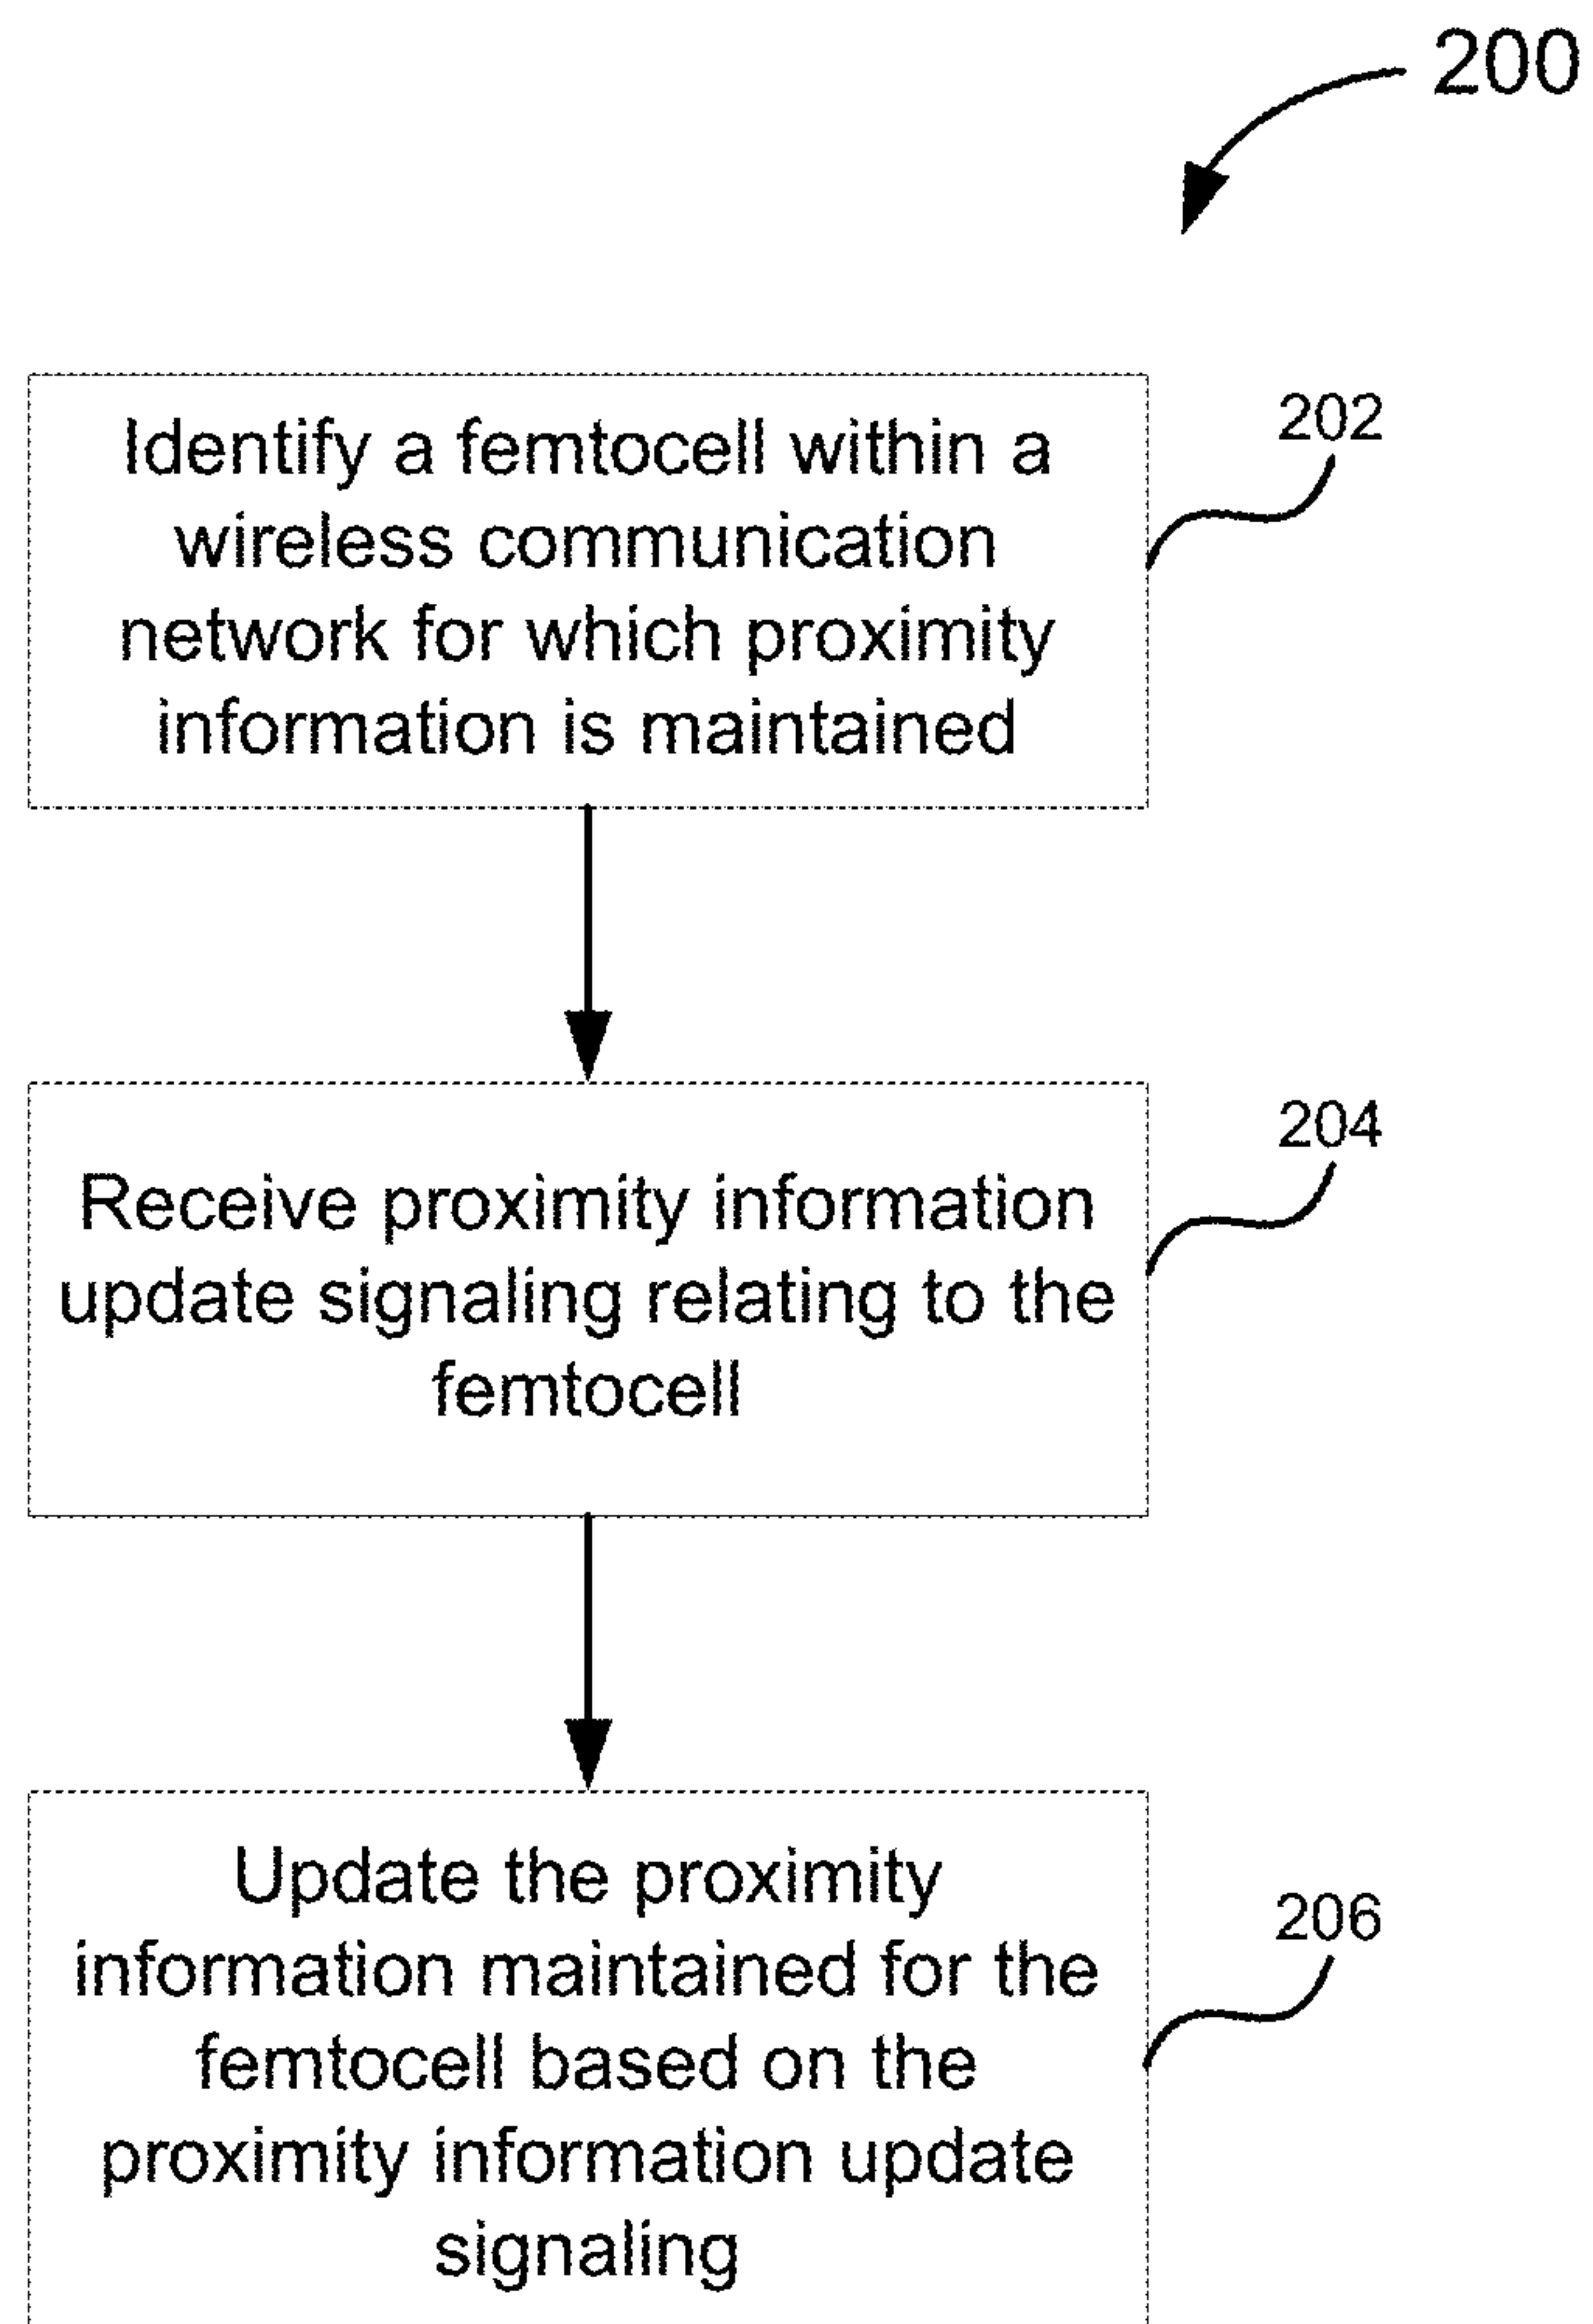 200
Identify a femtocell within a
wireless communication
network for which proximity
information is maintained
202
Receive proximity information
update signaling relating to the
femtocell
204
Update the proximity
information maintained for the
femtocell based on the
proximity information update
signaling
206